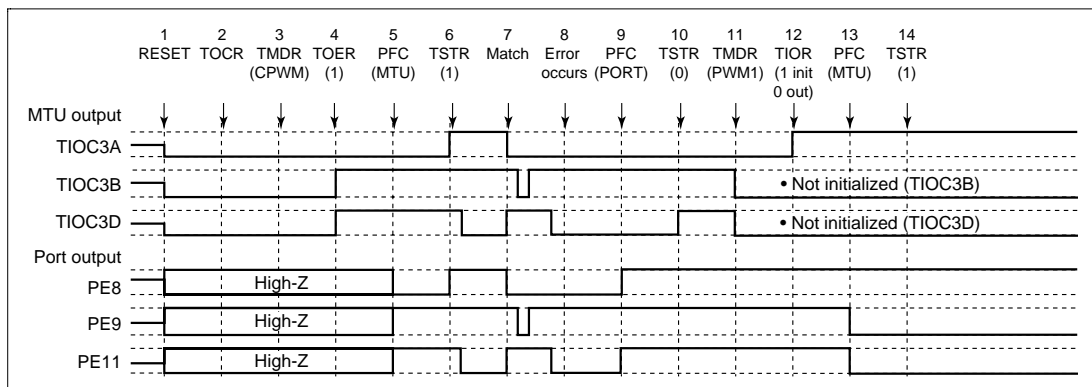 1 2 3 4 5 6 7 8 9 10 11 12 13 14
RESET TOCR TMDR TOER PFC TSTR Match Error PFC TSTR TMDR TIOR PFC TSTR
(CPWM) (1) (MTU) (1) occurs (PORT) (0) (PWM1) (1 init (MTU) (1)
0 out)
MTU output
TIOC3A
TIOC3B • Not initialized (TIOC3B)
TIOC3D • Not initialized (TIOC3D)
Port output
PE8 High-Z
PE9 High-Z
PE11 High-Z